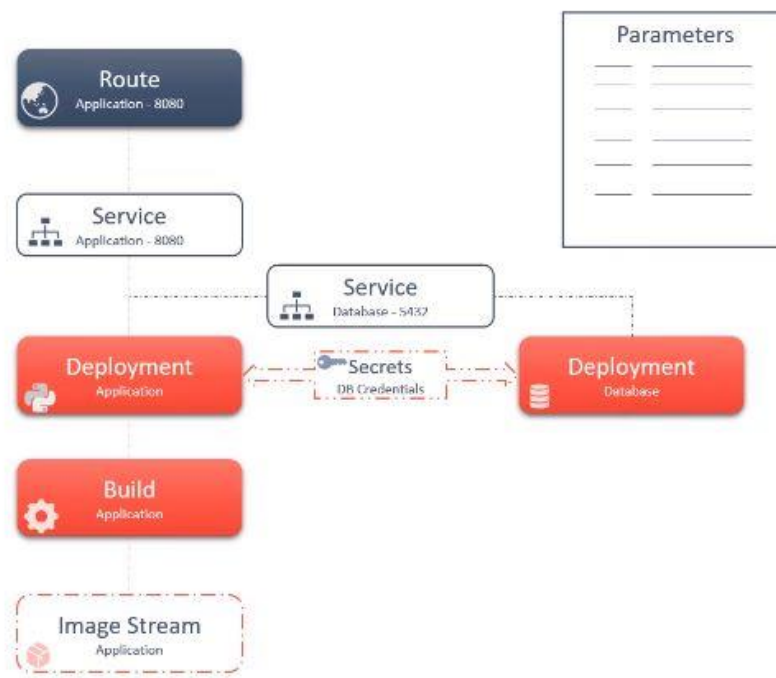 Parameters
Route
Application - 8080
Service
Application - 8080
Service
Database - 5432
Deployment
Application
Secrets
DB Credentials
Deployment
Database
Build
Application
Image Stream
Application